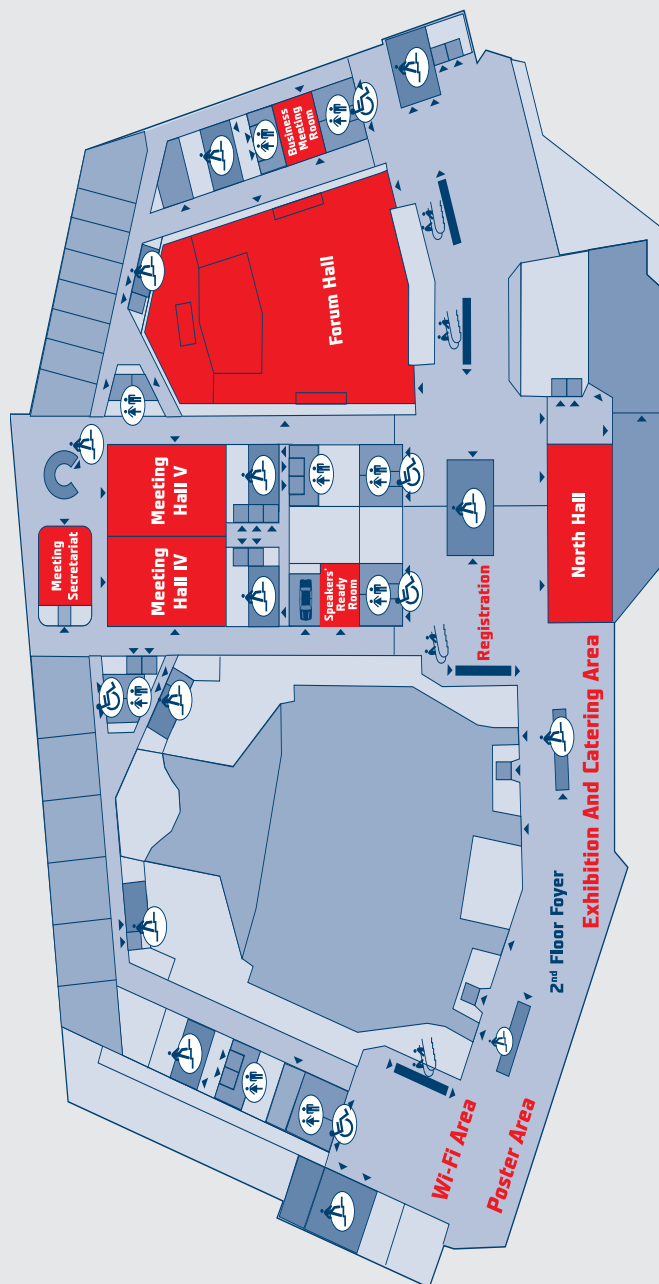 Business
Meeting
Room
Forum Hall
Meeting
Hall V
Meeting
Hall IV
Meeting
Secretariat
Speakers'
Ready
Room
Registration
North Hall
Exhibition And Catering Area
2nd Floor Foyer
Wi-Fi Area
Poster Area